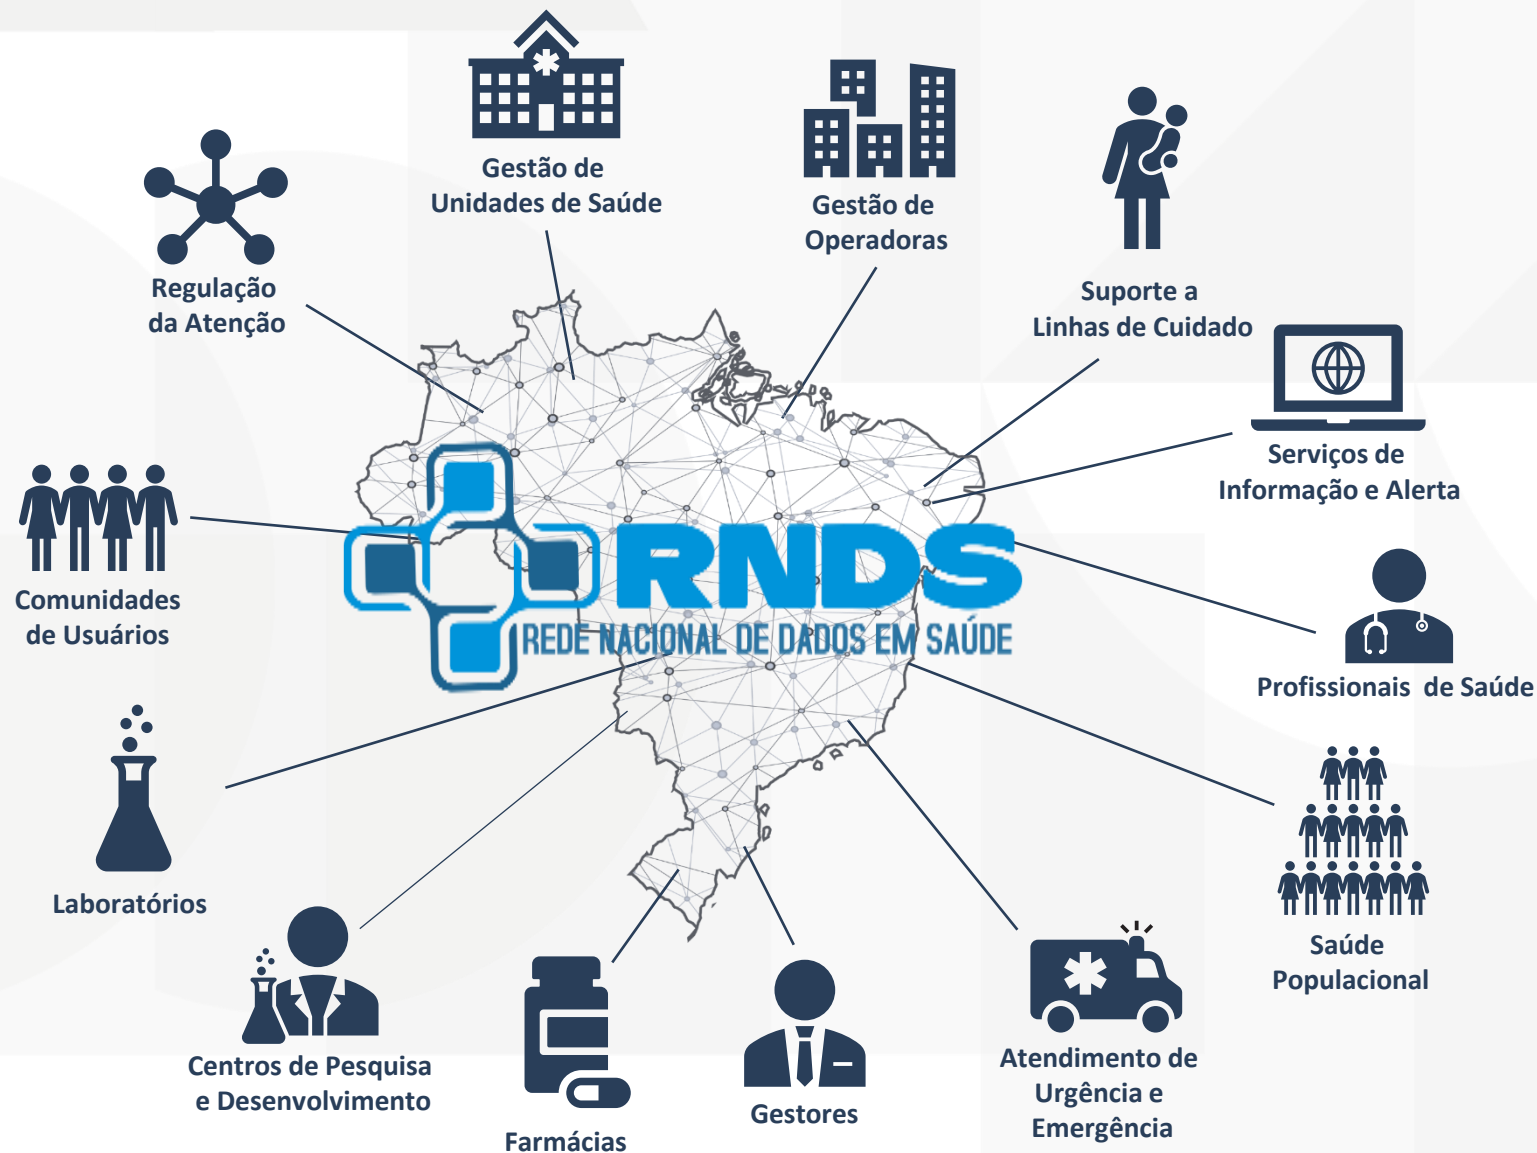 Gestão de
Unidades de Saúde
Gestão de
Operadoras
Regulação
da Atenção
Suporte a
Linhas de Cuidado
Serviços de
Informação e Alerta
Comunidades
de Usuários
RNDS
REDE NACIONAL DE DADOS EM SAÚDE
Profissionais de Saúde
Laboratórios
Saúde
Populacional
Centros de Pesquisa
e Desenvolvimento
Farmácias
Gestores
Atendimento de
Urgência e
Emergência